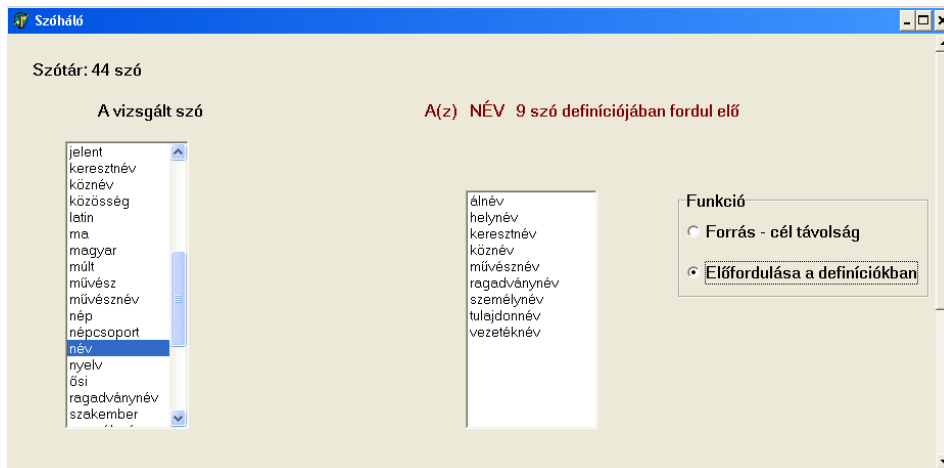 Szóháló
Szótár: 44 szó
A vizsgált szó
jelent
keresztnév
köznév
közösség
latin
ma
magyar
múlt
művész
művésznév
nép
népcsoport
név
nyelv
ősi
ragadványnév
szakember
A(z) NÉV 9 szó definíciójában fordul elő
álnév
helynév
keresztnév
köznév
művésznév
ragadványnév
személynév
tulajdonnév
vezetéknév
Funkció
Forrás - cél távolság
Előfordulása a definíciókban